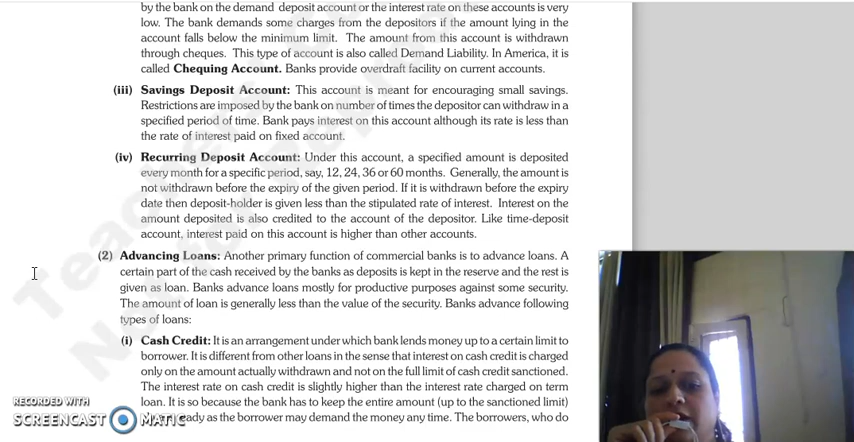 by the bank on the demand deposit account or the interest rate on these accounts is very
low. The bank demands some charges from the depositors if the amount lying in the
account falls below the minimum limit. The amount from this account is withdrawn
through cheques. This type of account is also called Demand Liability. In America, it is
called Chequing Account. Banks provide overdraft facility on current accounts.
(iii) Savings Deposit Account: This account is meant for encouraging small savings.
Restrictions are imposed by the bank on number of times the depositor can withdraw in a
specified period of time. Bank pays interest on this account although its rate is less than
the rate of interest paid on fixed account.
(iv) Recurring Deposit Account: Under this account, a specified amount is deposited
every month for a specific period, say, 12, 24, 36 or 60 months. Generally, the amount is
not withdrawn before the expiry of the given period. If it is withdrawn before the expiry
date then deposit-holder is given less than the stipulated rate of interest. Interest on the
amount deposited is also credited to the account of the depositor. Like time-deposit
account, interest paid on this account is higher than other accounts.
(2) Advancing Loans: Another primary function of commercial banks is to advance loans. A
certain part of the cash received by the banks as deposits is kept in the reserve and the rest is
given as loan. Banks advance loans mostly for productive purposes against some security.
The amount of loan is generally less than the value of the security. Banks advance following
types of loans:
(i) Cash Credit: It is an arrangement under which bank lends money up to a certain limit to
borrower. It is different from other loans in the sense that interest on cash credit is charged
only on the amount actually withdrawn and not on the full limit of cash credit sanctioned.
The interest rate on cash credit is slightly higher than the interest rate charged on term
loan. It is so because the bank has to keep the entire amount (up to the sanctioned limit)
as the borrower may demand the money any time. The borrowers, who do
RECORDED WITH
SCREENCAST MATIC